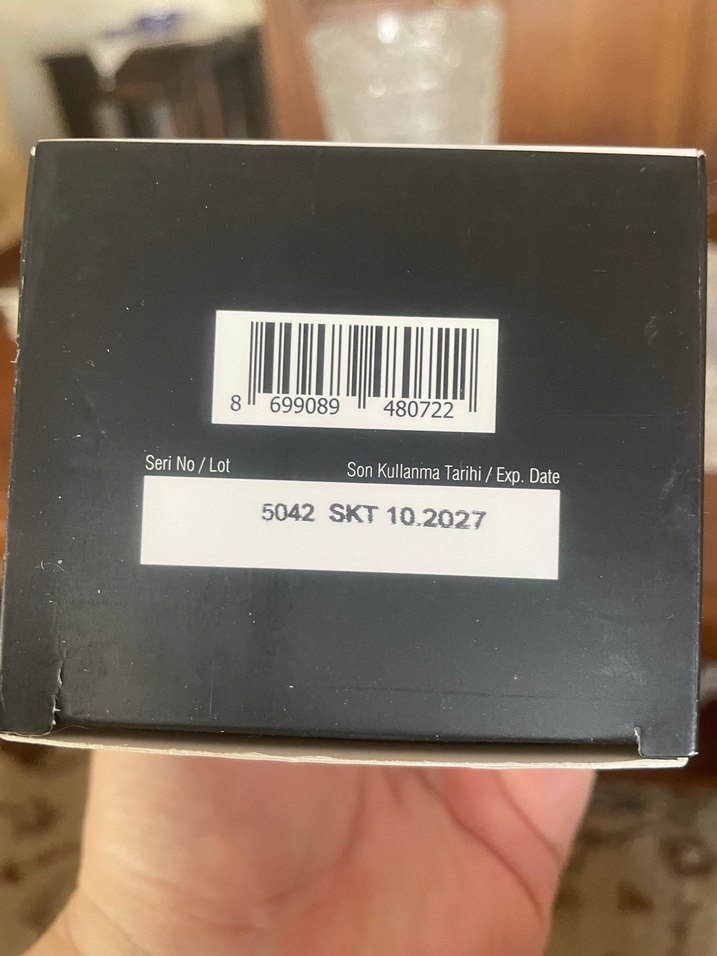 8 699089 480722
Seri No / Lot Son Kullanma Tarihi / Exp. Date
5042 SKT 10.2027